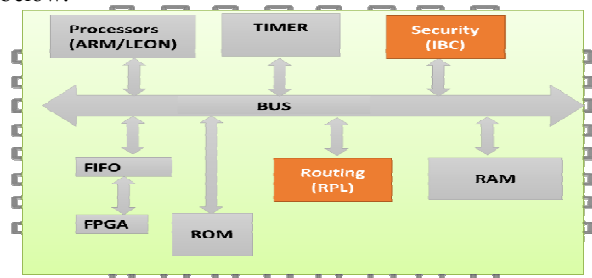 below:
Processors
(ARM/LEON)
TIMER
Security
(IBC)
BUS
FIFO
Routing
(RPL)
RAM
FPGA
ROM